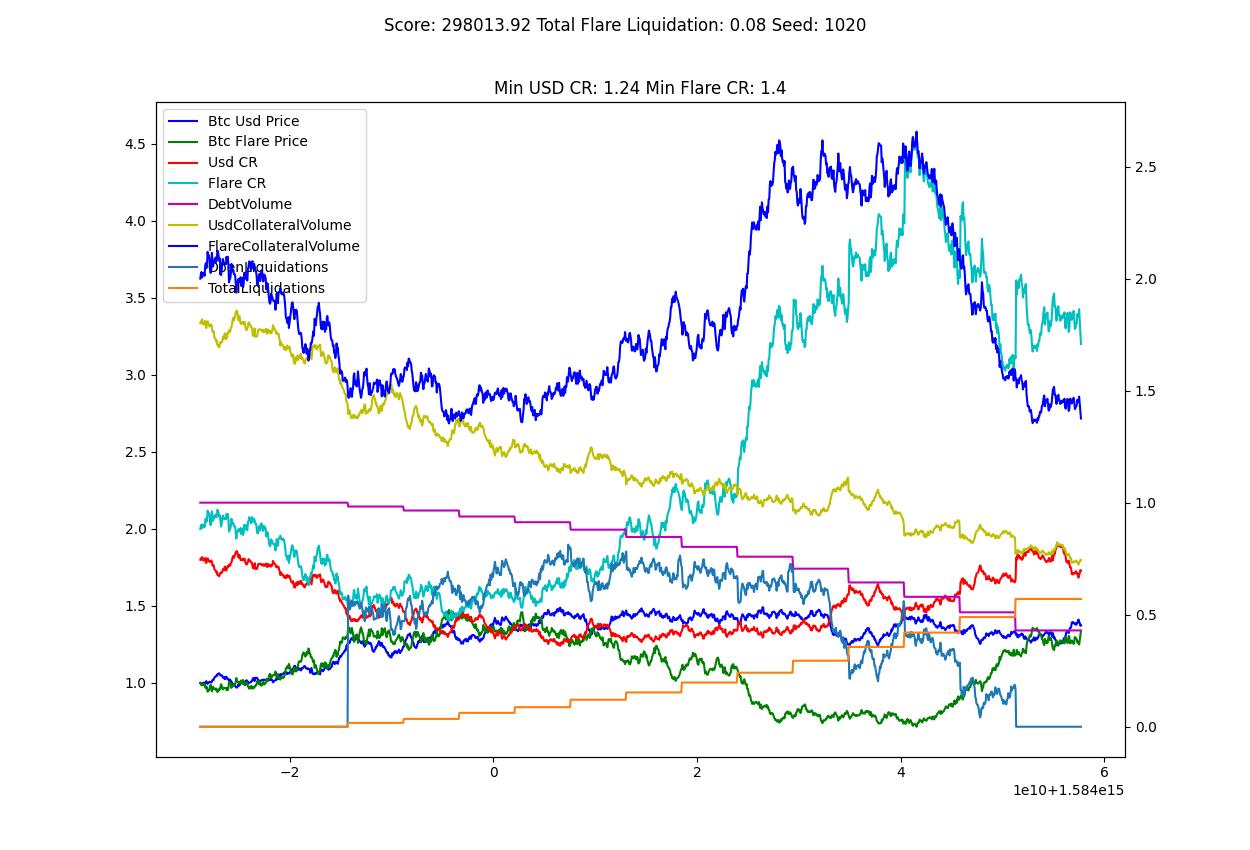 Score: 298013.92 Total Flare Liquidation: 0.08 Seed: 1020
Min USD CR: 1.24 Min Flare CR: 1.4
Btc Usd Price
Btc Flare Price
Usd CR
Flare CR
DebtVolume
UsdCollateralVolume
FlareCollateralVolume
OpenLiquidations
TotalLiquidations
4.5
4.0
3.5
3.0
2.5
2.0
1.5
1.0
2.5
2.0
1.5
1.0
0.5
0.0
−2
0
2
4
6
1e10+1.584e15